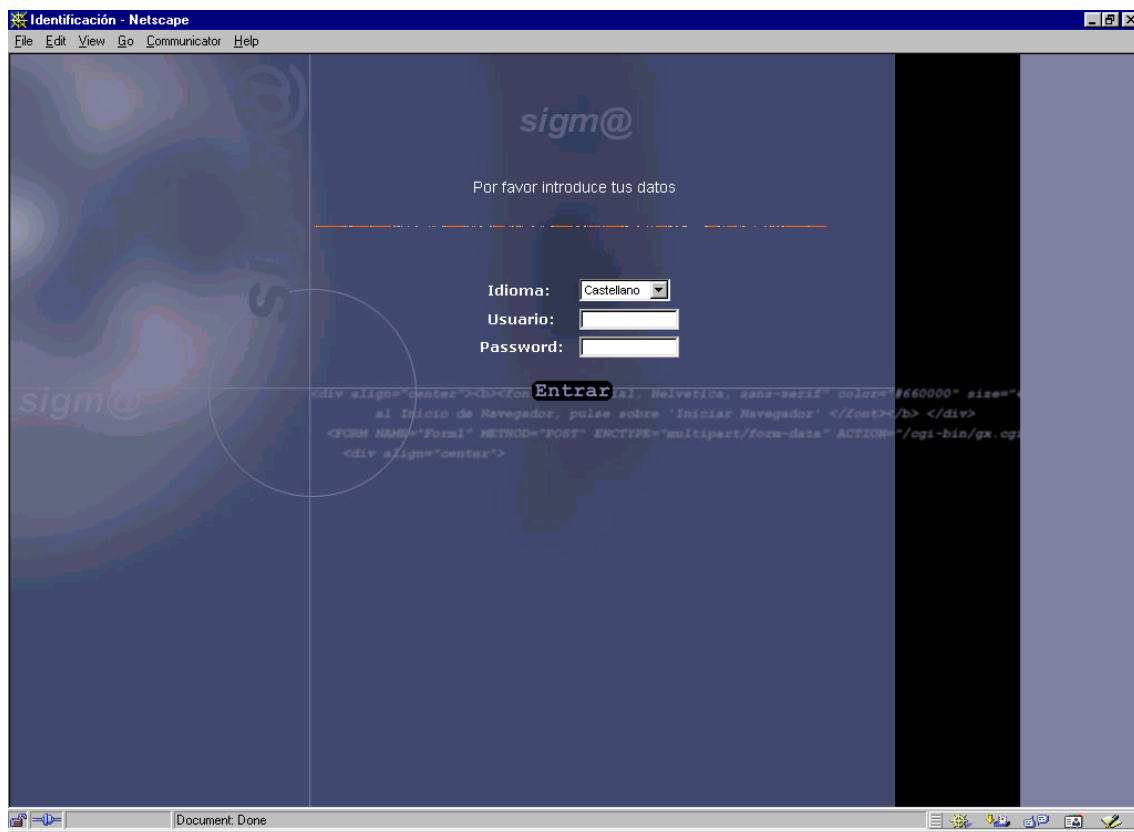 Identificación - Netscape
File Edit View Go Communicator Help
sigm@
sigm@
Por favor introduce tus datos
Idioma: Castellano
Usuario:
Password:
Entrar
sigm@
<div align="center"><b><fon ial, Helvetica, sans-serif" color="#660000" size="
al Inicio de Navegador, pulse sobre 'Iniciar Navegador' </font></b> </div>
<FORM NAME="Form1" METHOD="POST" ENCTYPE="multipart/form-data" ACTION="/cgi-bin/gx.cgi
<div align="center">
Document: Done